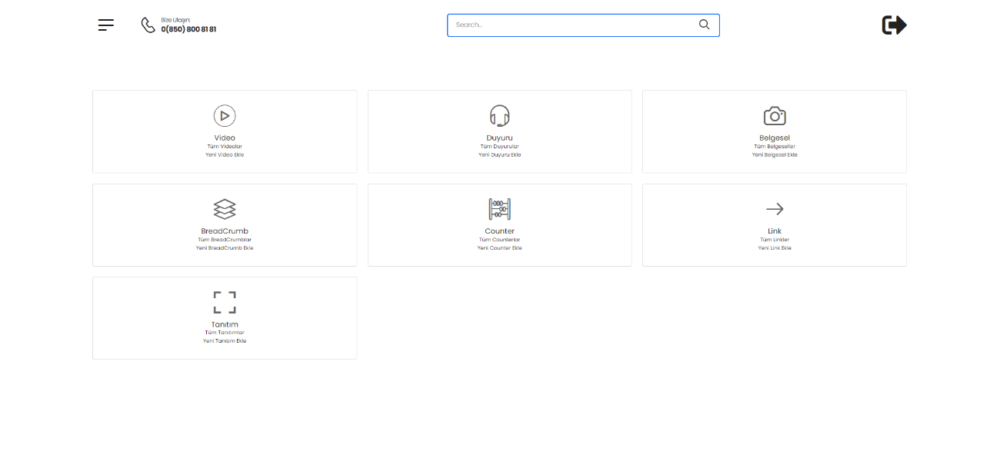 Bize Ulaşın:
0(850) 800 81 81
Search...
Video
Tüm Videolar
Yeni Video Ekle
Duyuru
Tüm Duyurular
Yeni Duyuru Ekle
Belgesel
Tüm Belgeseller
Yeni Belgesel Ekle
BreadCrumb
Tüm BreadCrumblar
Yeni BreadCrumb Ekle
Counter
Tüm Counterlar
Yeni Counter Ekle
Link
Tüm Linkler
Yeni Link Ekle
Tanıtım
Tüm Tanıtımlar
Yeni Tanıtım Ekle